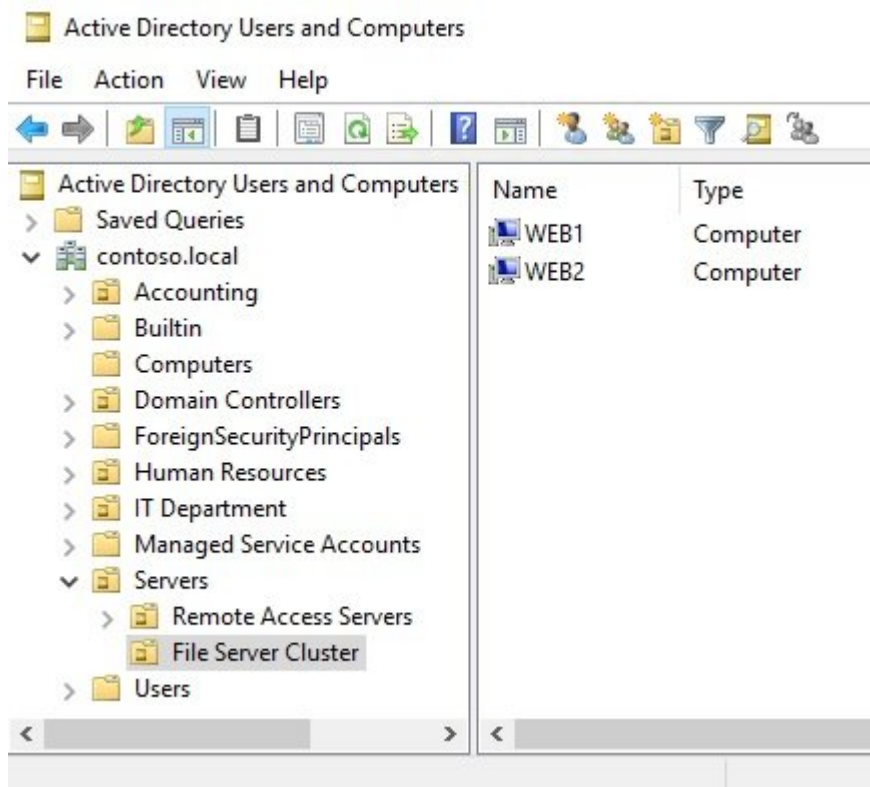 Active Directory Users and Computers
File Action View Help
Active Directory Users and Computers
Saved Queries
contoso.local
Accounting
Builtin
Computers
Domain Controllers
ForeignSecurityPrincipals
Human Resources
IT Department
Managed Service Accounts
Servers
Remote Access Servers
File Server Cluster
Users
Name Type
WEB1 Computer
WEB2 Computer